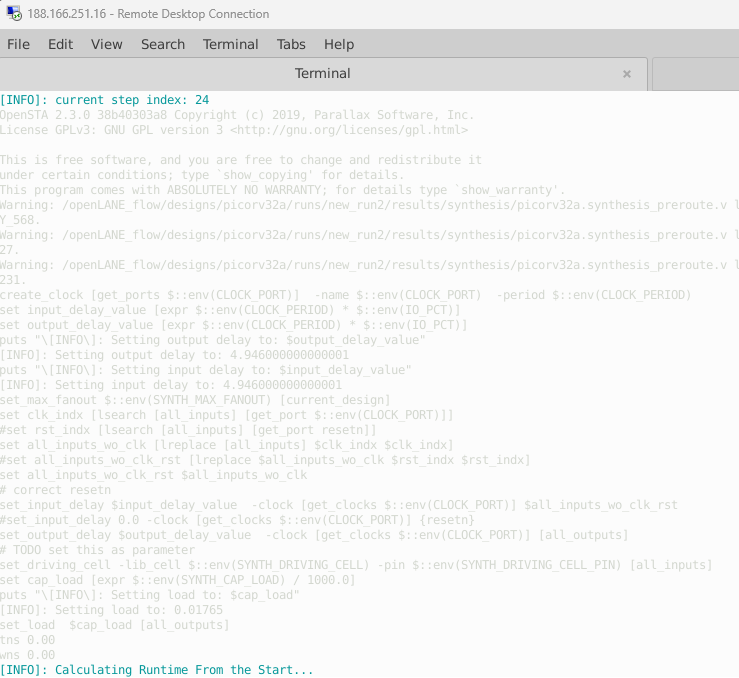 188.166.251.16 - Remote Desktop Connection
File Edit View Search Terminal Tabs Help
Terminal ×
[INFO]: current step index: 24
OpenSTA 2.3.0 38b40303a8 Copyright (c) 2019, Parallax Software, Inc.
License GPLv3: GNU GPL version 3 <http://gnu.org/licenses/gpl.html>
This is free software, and you are free to change and redistribute it
under certain conditions; type `show_copying' for details.
This program comes with ABSOLUTELY NO WARRANTY; for details type `show_warranty'.
Warning: /openLANE_flow/designs/picorv32a/runs/new_run2/results/synthesis/picorv32a.synthesis_preroute.v l
Y_568.
Warning: /openLANE_flow/designs/picorv32a/runs/new_run2/results/synthesis/picorv32a.synthesis_preroute.v l
27.
Warning: /openLANE_flow/designs/picorv32a/runs/new_run2/results/synthesis/picorv32a.synthesis_preroute.v l
231.
create_clock [get_ports $::env(CLOCK_PORT)]  -name $::env(CLOCK_PORT)  -period $::env(CLOCK_PERIOD)
set input_delay_value [expr $::env(CLOCK_PERIOD) * $::env(IO_PCT)]
set output_delay_value [expr $::env(CLOCK_PERIOD) * $::env(IO_PCT)]
puts "\[INFO\]: Setting output delay to: $output_delay_value"
[INFO]: Setting output delay to: 4.946000000000001
puts "\[INFO\]: Setting input delay to: $input_delay_value"
[INFO]: Setting input delay to: 4.946000000000001
set_max_fanout $::env(SYNTH_MAX_FANOUT) [current_design]
set clk_indx [lsearch [all_inputs] [get_port $::env(CLOCK_PORT)]]
#set rst_indx [lsearch [all_inputs] [get_port resetn]]
set all_inputs_wo_clk [lreplace [all_inputs] $clk_indx $clk_indx]
#set all_inputs_wo_clk_rst [lreplace $all_inputs_wo_clk $rst_indx $rst_indx]
set all_inputs_wo_clk_rst $all_inputs_wo_clk
# correct resetn
set_input_delay $input_delay_value  -clock [get_clocks $::env(CLOCK_PORT)] $all_inputs_wo_clk_rst
#set_input_delay 0.0 -clock [get_clocks $::env(CLOCK_PORT)] {resetn}
set_output_delay $output_delay_value  -clock [get_clocks $::env(CLOCK_PORT)] [all_outputs]
# TODO set this as parameter
set_driving_cell -lib_cell $::env(SYNTH_DRIVING_CELL) -pin $::env(SYNTH_DRIVING_CELL_PIN) [all_inputs]
set cap_load [expr $::env(SYNTH_CAP_LOAD) / 1000.0]
puts "\[INFO\]: Setting load to: $cap_load"
[INFO]: Setting load to: 0.01765
set_load  $cap_load [all_outputs]
tns 0.00
wns 0.00
[INFO]: Calculating Runtime From the Start...